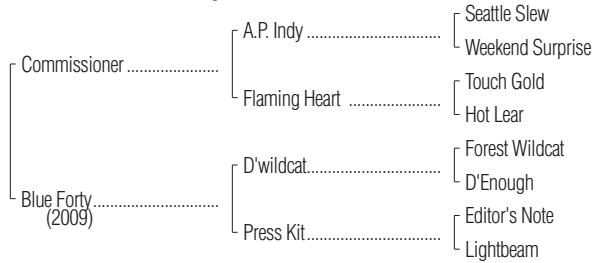 Seattle Slew
A.P. Indy ............................
Weekend Surprise
Commissioner .......................
Touch Gold
Flaming Heart .......................
Hot Lear
Forest Wildcat
D'wildcat.................................
D'Enough
Blue Forty...............................
(2009)
Editor's Note
Press Kit.................................
Lightbeam